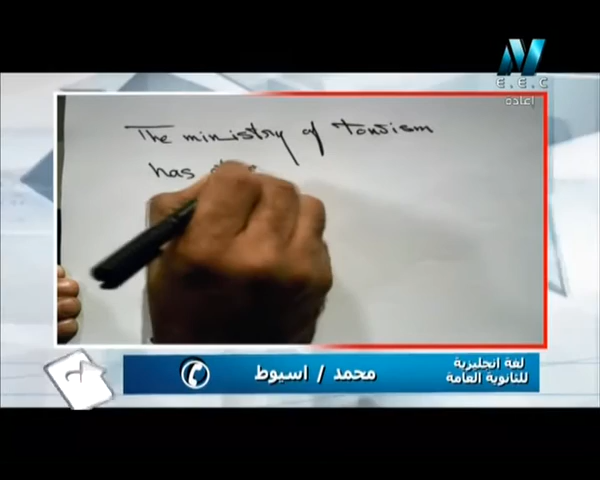 E.E.C
إعادة
The ministry of tourism
has
لغة انجليزية
للثانوية العامة
محمد / اسيوط